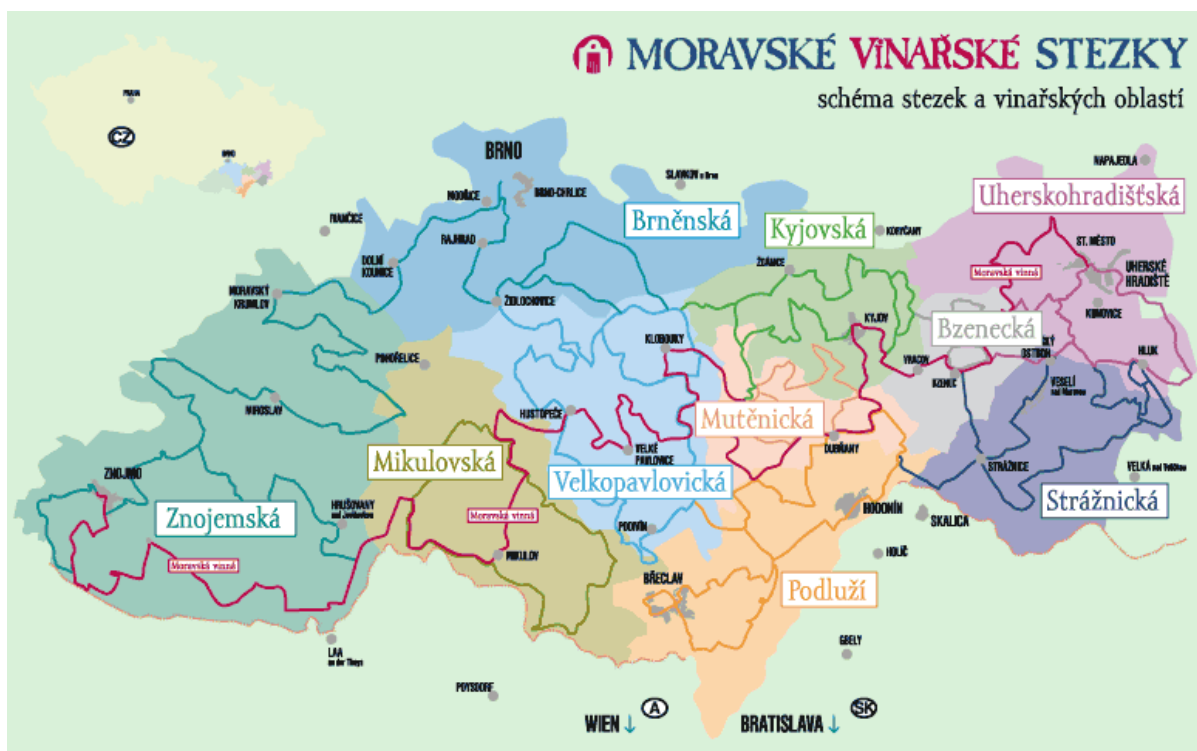 MORAVSKÉ VINAŘSKÉ STEZKY
schéma stezek a vinařských oblastí
PRAHA
CZ
BRNO
BRNO
MODŘICE
BRNO-CHRLICE
SLAVKOV u Brna
NAPAJEDLA
Uherskohradišťská
IVANČICE
RAJHRAD
Brněnská
Kyjovská
KORYČANY
ST. MĚSTO
DOLNÍ
KOUNICE
ŽDÁNICE
Moravská vinná
UHERSKÉ
HRADIŠTĚ
MORAVSKÝ
KRUMLOV
ŽIDLOCHOVICE
KYJOV
KUNOVICE
Bzenecká
KLOBOUKY
OSTROH
POHOŘELICE
VRACOV
BZENEC
HLUK
VESELÍ
nad Moravou
MIROSLAV
HUSTOPEČE
Mutěnická
VELKÉ
PAVLOVICE
DUBŇANY
Mikulovská
ZNOJMO
STRÁŽNICE
VELKÁ nad Veličkou
Velkopavlovická
Strážnická
HRUŠOVANY
nad Jevišovkou
Znojemská
Moravská vinná
HODONÍN
SKALICA
PODIVÍN
MIKULOV
HOLÍČ
Moravská vinná
BŘECLAV
Podluží
LAA
an der Thaya
GBELY
POYSDORF
WIEN ↓ A
BRATISLAVA ↓ SK